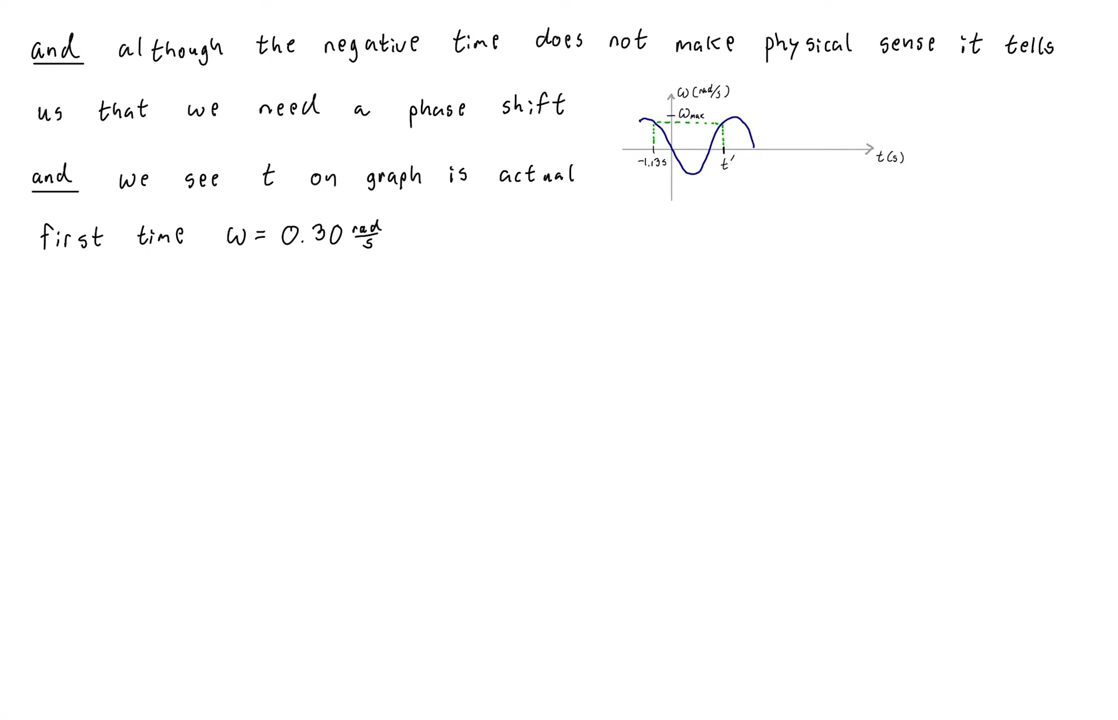 and although the negative time does not make physical sense it tells
us that we need a phase shift
and we see t on graph is actual
first time ω = 0.30 rad/s
ω (rad/s)
ωmax
-1.13s
t'
t(s)